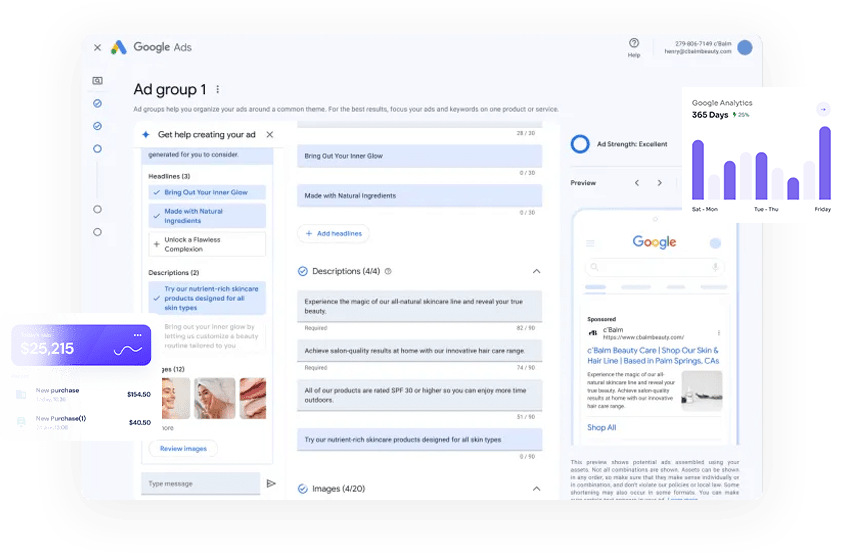 Google Ads
Help
279-806-7149 c'Balm
henry@cbalmbeauty.com
Ad group 1
Ad groups help you organize your ads around a common theme. For the best results, focus your ads and keywords on one product or service.
Get help creating your ad
generated for you to consider.
Headlines (3)
Bring Out Your Inner Glow
Made with Natural
Ingredients
Unlock a Flawless
Complexion
Descriptions (2)
Try our nutrient-rich skincare
products designed for all
skin types
Bring out your inner glow by
letting us customize a beauty
routine tailored to you
ges (12)
ore
Review images
Type message
28 / 30
Bring Out Your Inner Glow
0 / 30
Made with Natural Ingredients
0 / 30
+ Add headlines
Descriptions (4/4)
Experience the magic of our all-natural skincare line and reveal your true
beauty.
Required
82 / 90
Achieve salon-quality results at home with our innovative hair care range.
Required
74 / 90
All of our products are rated SPF 30 or higher so you can enjoy more time
outdoors.
51 / 90
Try our nutrient-rich skincare products designed for all skin types
0 / 90
Images (4/20)
Ad Strength: Excellent
Preview
Google
Sponsored
c'Balm
https://www.cbalmbeauty.com/
c'Balm Beauty Care | Shop Our Skin &
Hair Line | Based in Palm Springs, CAs
Experience the magic of our all-
natural skincare line and reveal your
true beauty. Achieve salon-quality
results at home with our innovative
hair care range.
Shop All
This preview shows potential ads assembled using your
assets. Not all combinations are shown. Assets can be shown
in any order, so make sure that they make sense individually or
in combination, and don't violate our policies or local law. Some
shortening may also occur in some formats. You can make
Google Analytics
365 Days
25%
Sat - Mon
Tue - Thu
Friday
$25,215
New purchase
$154,50
New Purchase(1)
$40,50